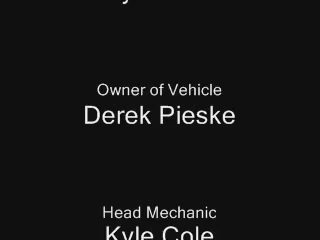 Owner of Vehicle
Derek Pieske
Head Mechanic
Kyle Cole